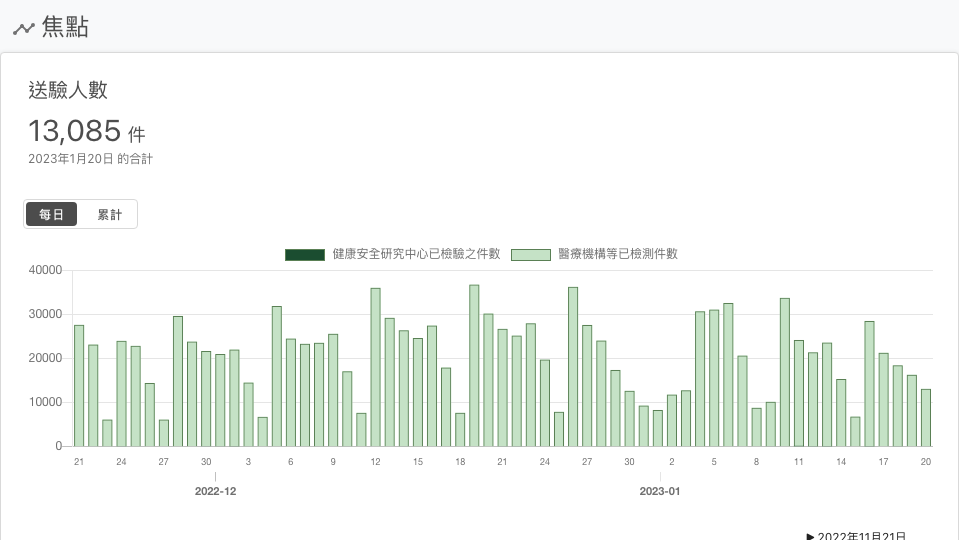 焦點
送驗人數
13,085 件
2023年1月20日 的合計
每日 累計
健康安全研究中心已檢驗之件數 醫療機構等已檢測件數
40000
30000
20000
10000
0
21 24 27 30 3 6 9 12 15 18 21 24 27 30 2 5 8 11 14 17 20
2022-12 2023-01
▶ 2022年11月21日